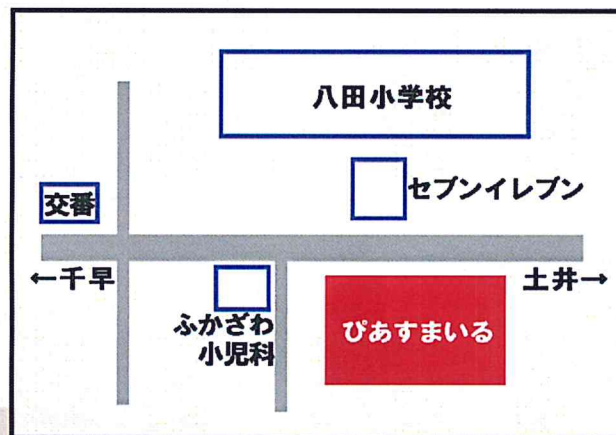 八田小学校
セブンイレブン
交番
←千早
土井→
ふかざわ
小児科
ぴあすまいる